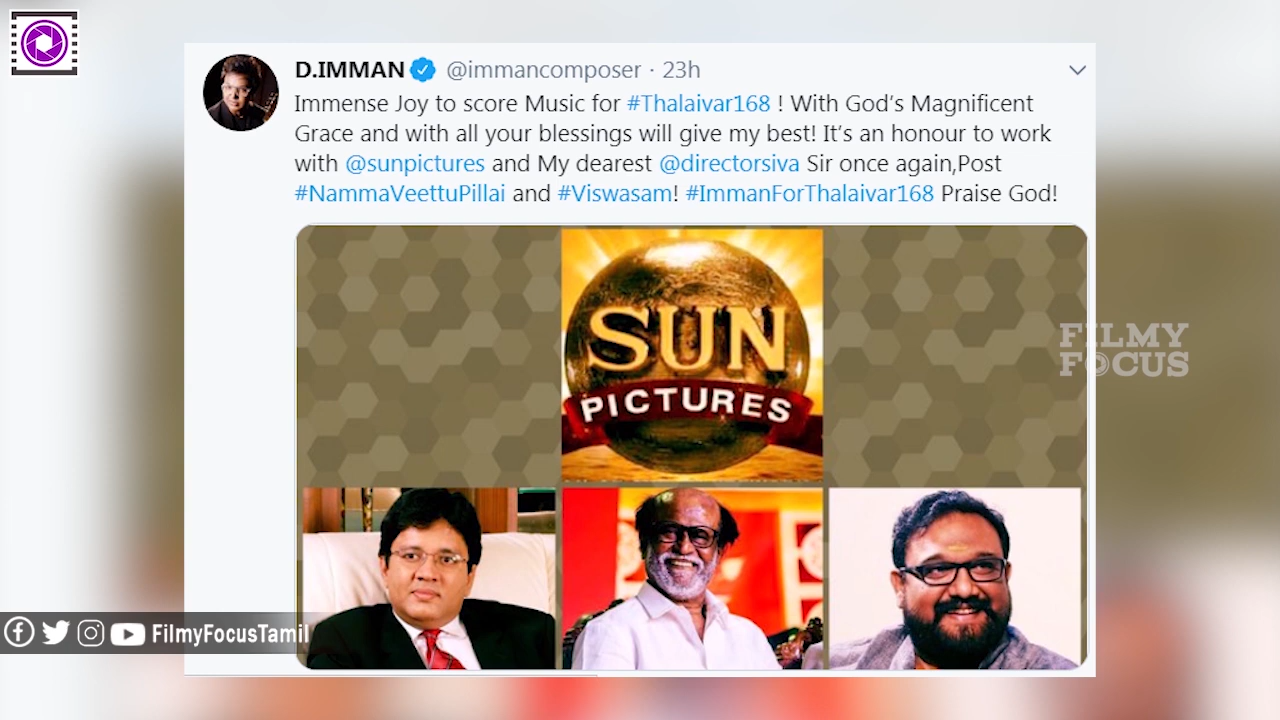 D.IMMAN @immancomposer · 23h
Immense Joy to score Music for #Thalaivar168 ! With God's Magnificent
Grace and with all your blessings will give my best! It's an honour to work
with @sunpictures and My dearest @directorsiva Sir once again,Post
#NammaVeettuPillai and #Viswasam! #ImmanForThalaivar168 Praise God!
SUN
PICTURES
FILMY
FOCUS
FilmyFocusTamil